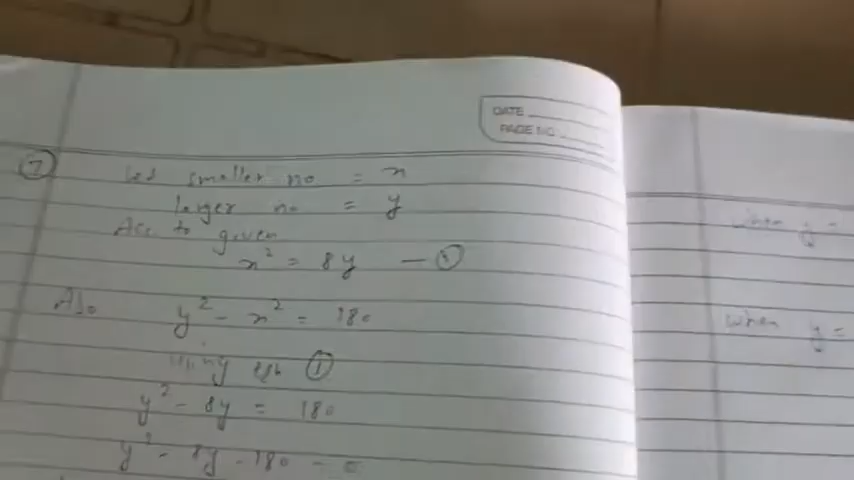 DATE
PAGE NO.
7 Let smaller no = x
larger no = y
Acc. to given
x² = 8y — ①
Also y² - x² = 180
using eqn ①
y² - 8y = 180
y² - 8y - 180 = 0
when y =
when y =